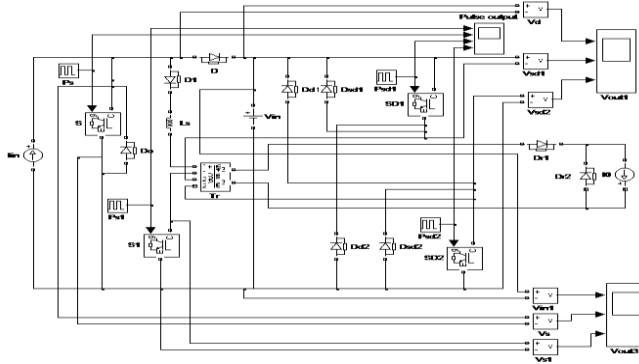 Pulse output
Vd
Vout1
Vsd1
Vsd2
Ps
D
D1
Dd1
Dsd1
Psd1
SD1
S
Ls
Vin
Iin
Do
Tr
Dr1
Dr2
I0
Ps1
S1
Dd2
Dsd2
Psd2
SD2
Vin1
Vs
Vs1
Vout3